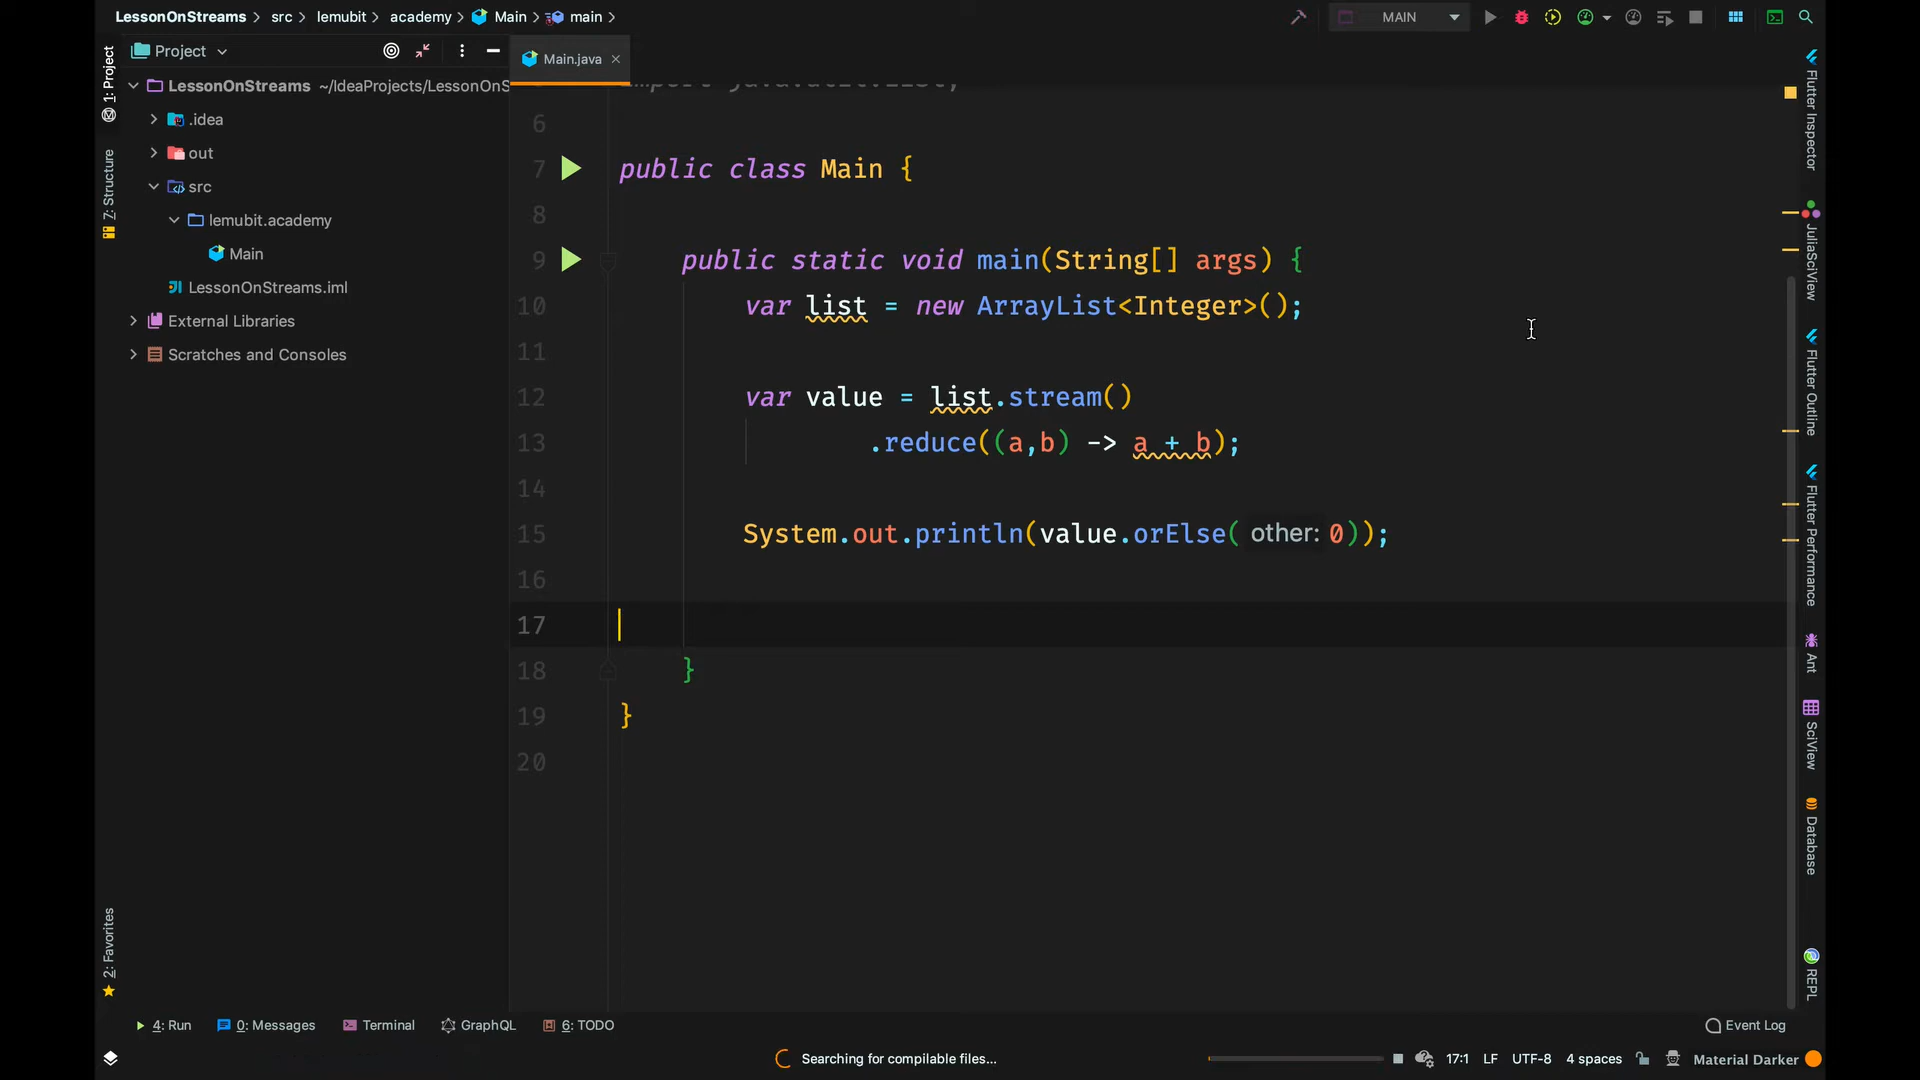 LessonOnStreams > src > lemubit > academy > Main > main >
MAIN
Project
Main.java
1: Project
7: Structure
2: Favorites
LessonOnStreams ~/IdeaProjects/LessonOnS
.idea
out
src
lemubit.academy
Main
LessonOnStreams.iml
External Libraries
Scratches and Consoles
import java.util.List;
6
7 public class Main {
8
9 public static void main(String[] args) {
10 var list = new ArrayList<Integer>();
11
12 var value = list.stream()
13 .reduce((a,b) -> a + b);
14
15 System.out.println(value.orElse( other: 0));
16
17
18 }
19 }
20
Flutter Inspector
JuliaSciView
Flutter Outline
Flutter Performance
Ant
SciView
Database
REPL
4: Run
0: Messages
Terminal
GraphQL
6: TODO
Event Log
Searching for compilable files...
17:1 LF UTF-8 4 spaces Material Darker